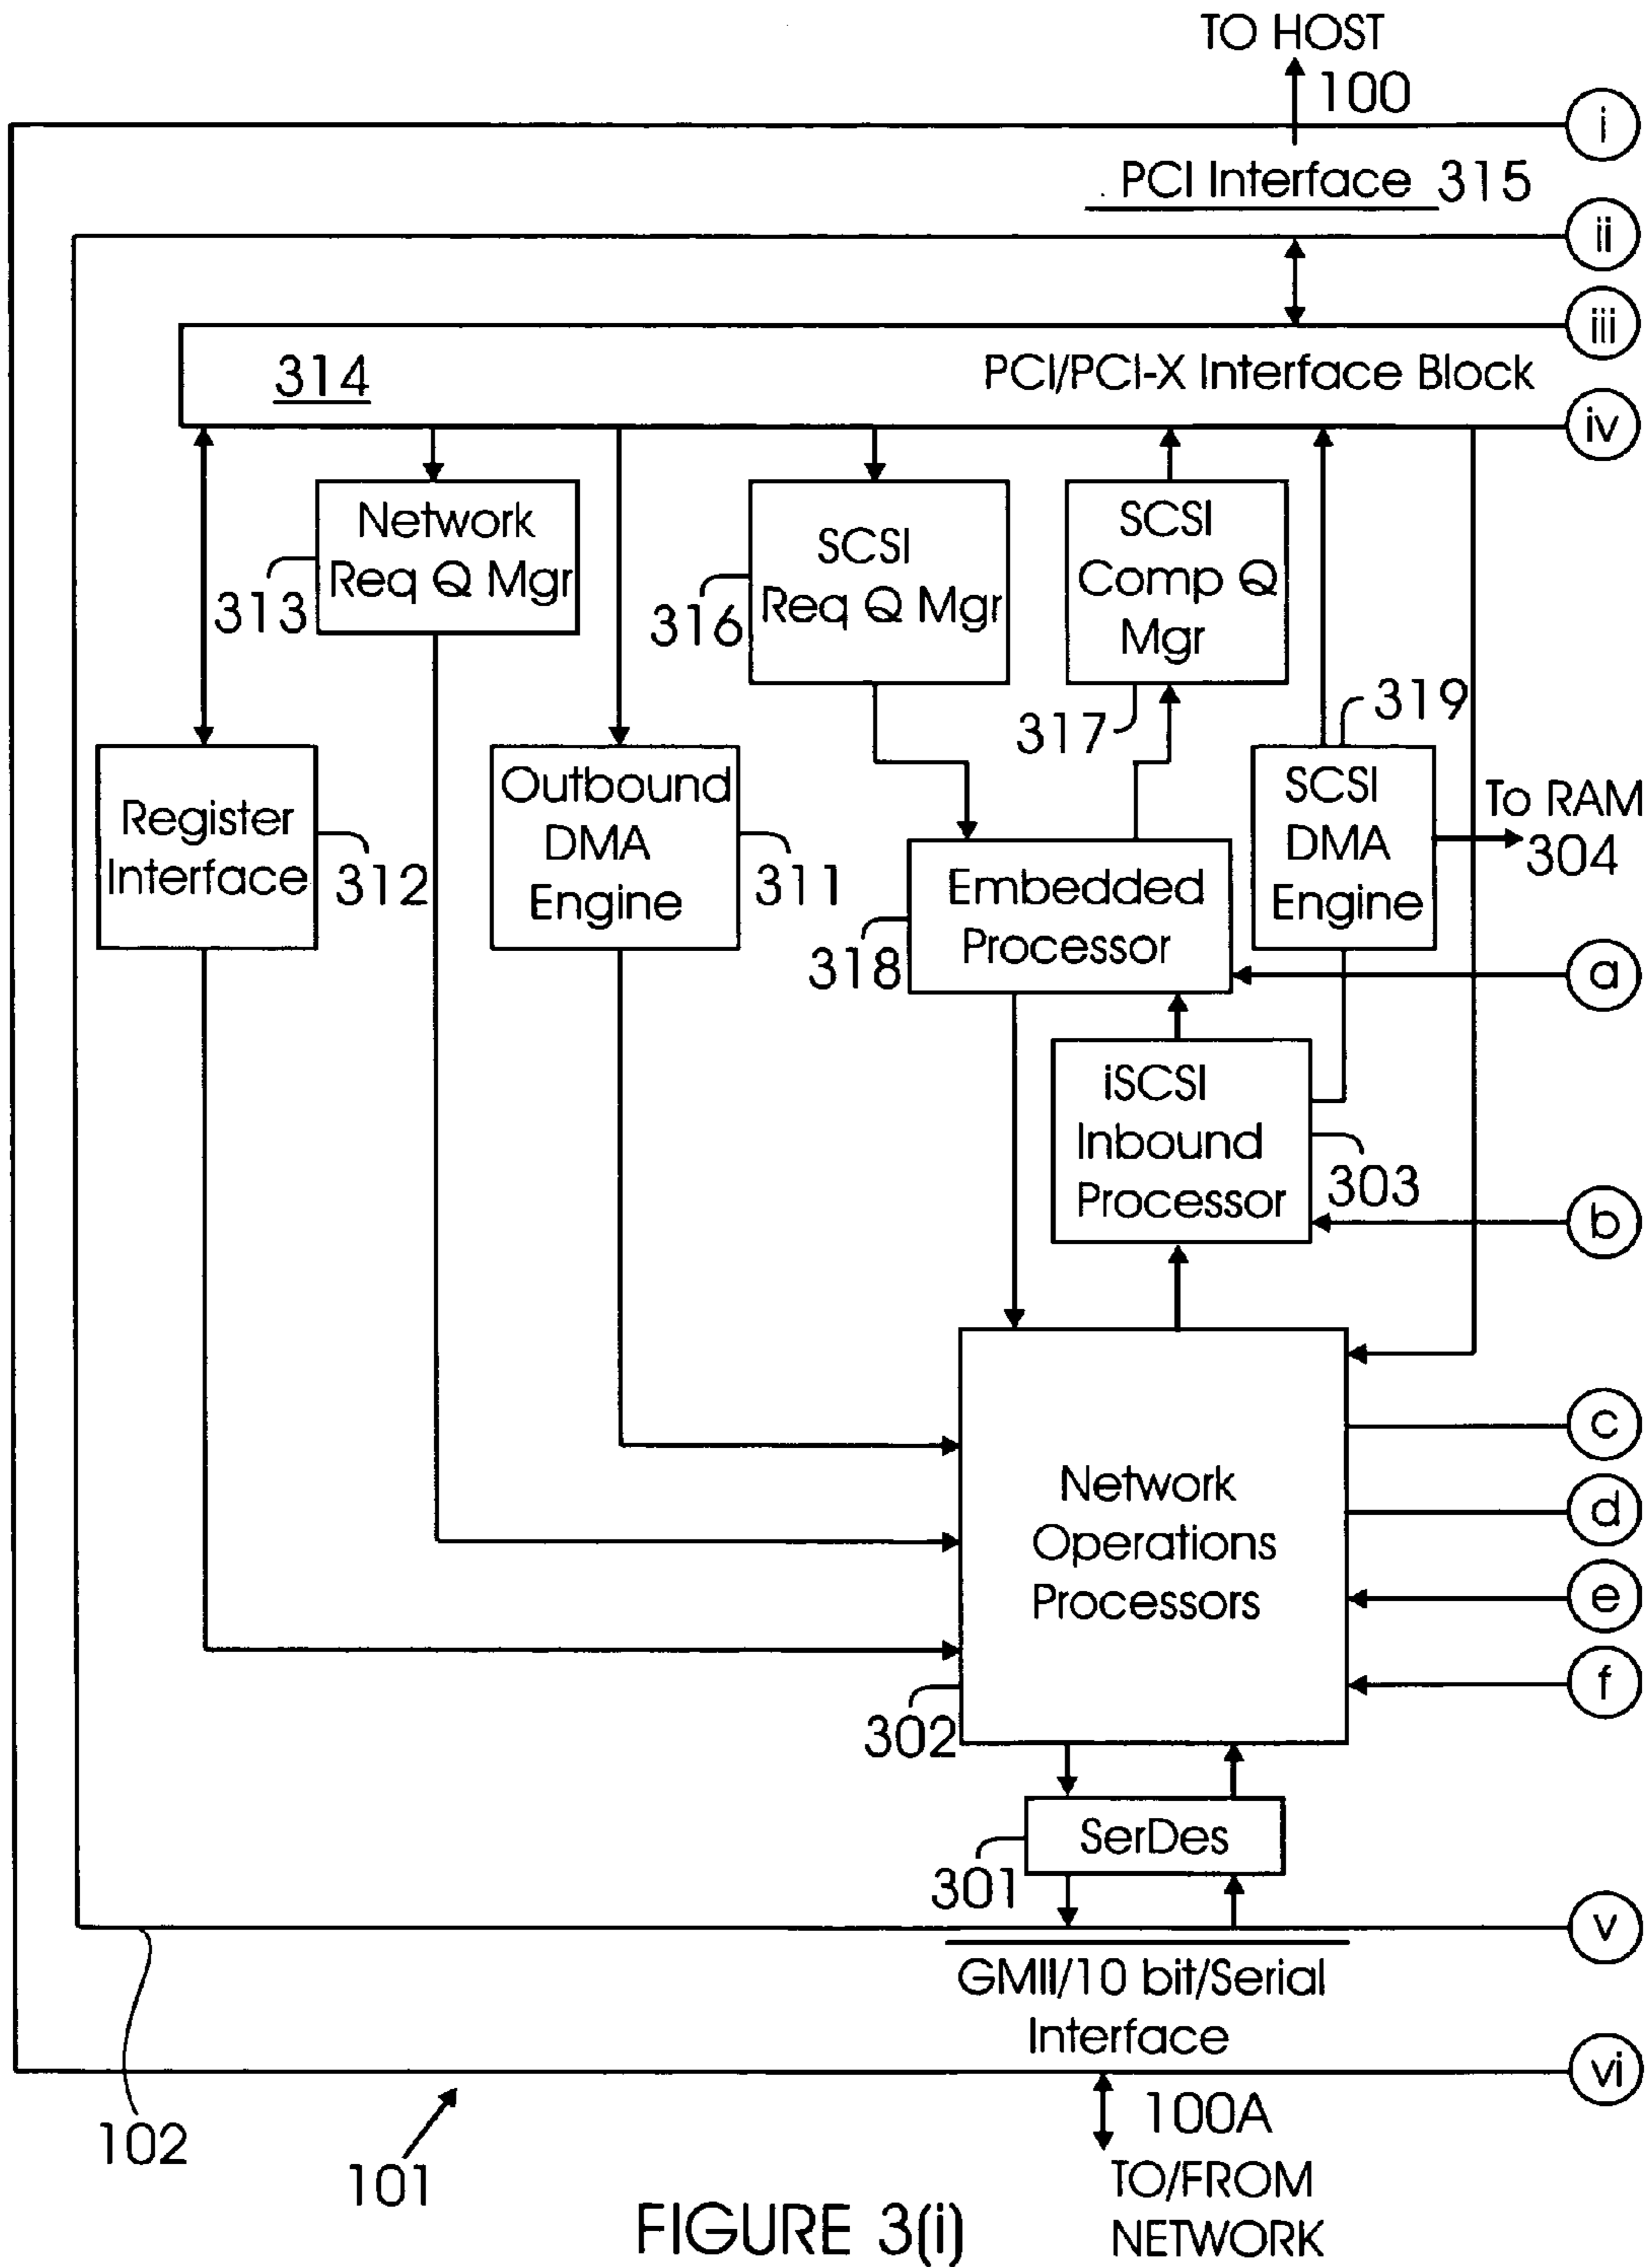 TO HOST
100
i
PCI Interface 315
ii
iii
314
PCI/PCI-X Interface Block
iv
Network
Req Q Mgr
313
SCSI
Req Q Mgr
316
SCSI
Comp Q
Mgr
317
319
Register
Interface
312
Outbound
DMA
Engine
311
SCSI
DMA
Engine
To RAM
304
Embedded
Processor
318
a
iSCSI
Inbound
Processor
303
b
Network
Operations
Processors
302
c
d
e
f
SerDes
301
v
GMII/10 bit/Serial
Interface
vi
102
101
100A
TO/FROM
NETWORK
FIGURE 3(i)